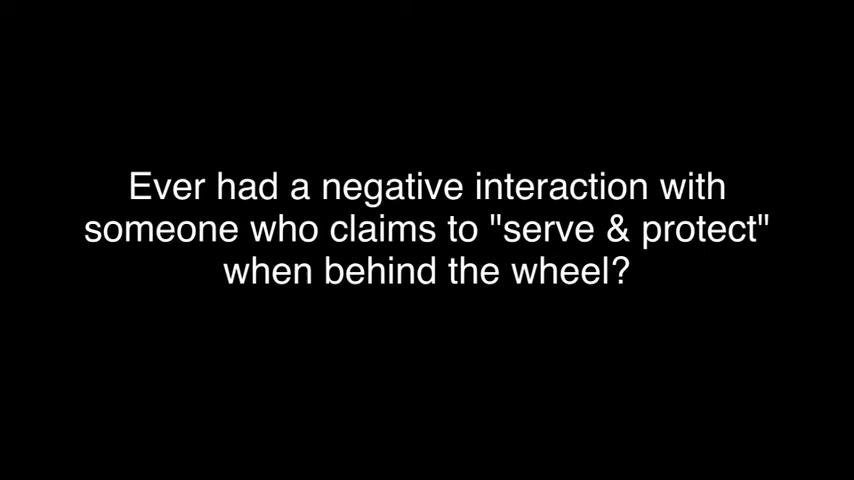 Ever had a negative interaction with
someone who claims to "serve & protect"
when behind the wheel?